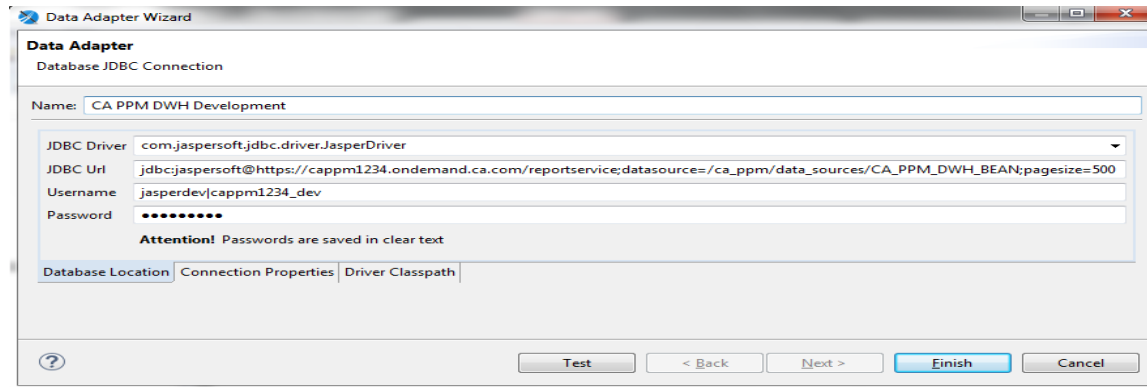 Data Adapter Wizard
Data Adapter
Database JDBC Connection
Name: CA PPM DWH Development
JDBC Driver com.jaspersoft.jdbc.driver.JasperDriver
JDBC Url jdbc:jaspersoft@https://cappm1234.ondemand.ca.com/reportservice;datasource=/ca_ppm/data_sources/CA_PPM_DWH_BEAN;pagesize=500
Username jasperdev|cappm1234_dev
Password •••••••••
Attention! Passwords are saved in clear text
Database Location Connection Properties Driver Classpath
? Test < Back Next > Finish Cancel